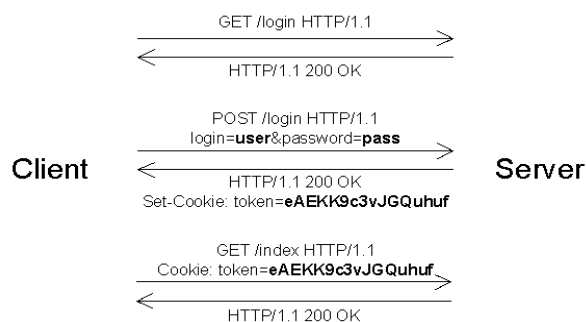 GET /login HTTP/1.1
HTTP/1.1 200 OK
POST /login HTTP/1.1
login=user&password=pass
Client
Server
HTTP/1.1 200 OK
Set-Cookie: token=eAEKK9c3vJGQuhuf
GET /index HTTP/1.1
Cookie: token=eAEKK9c3vJGQuhuf
HTTP/1.1 200 OK